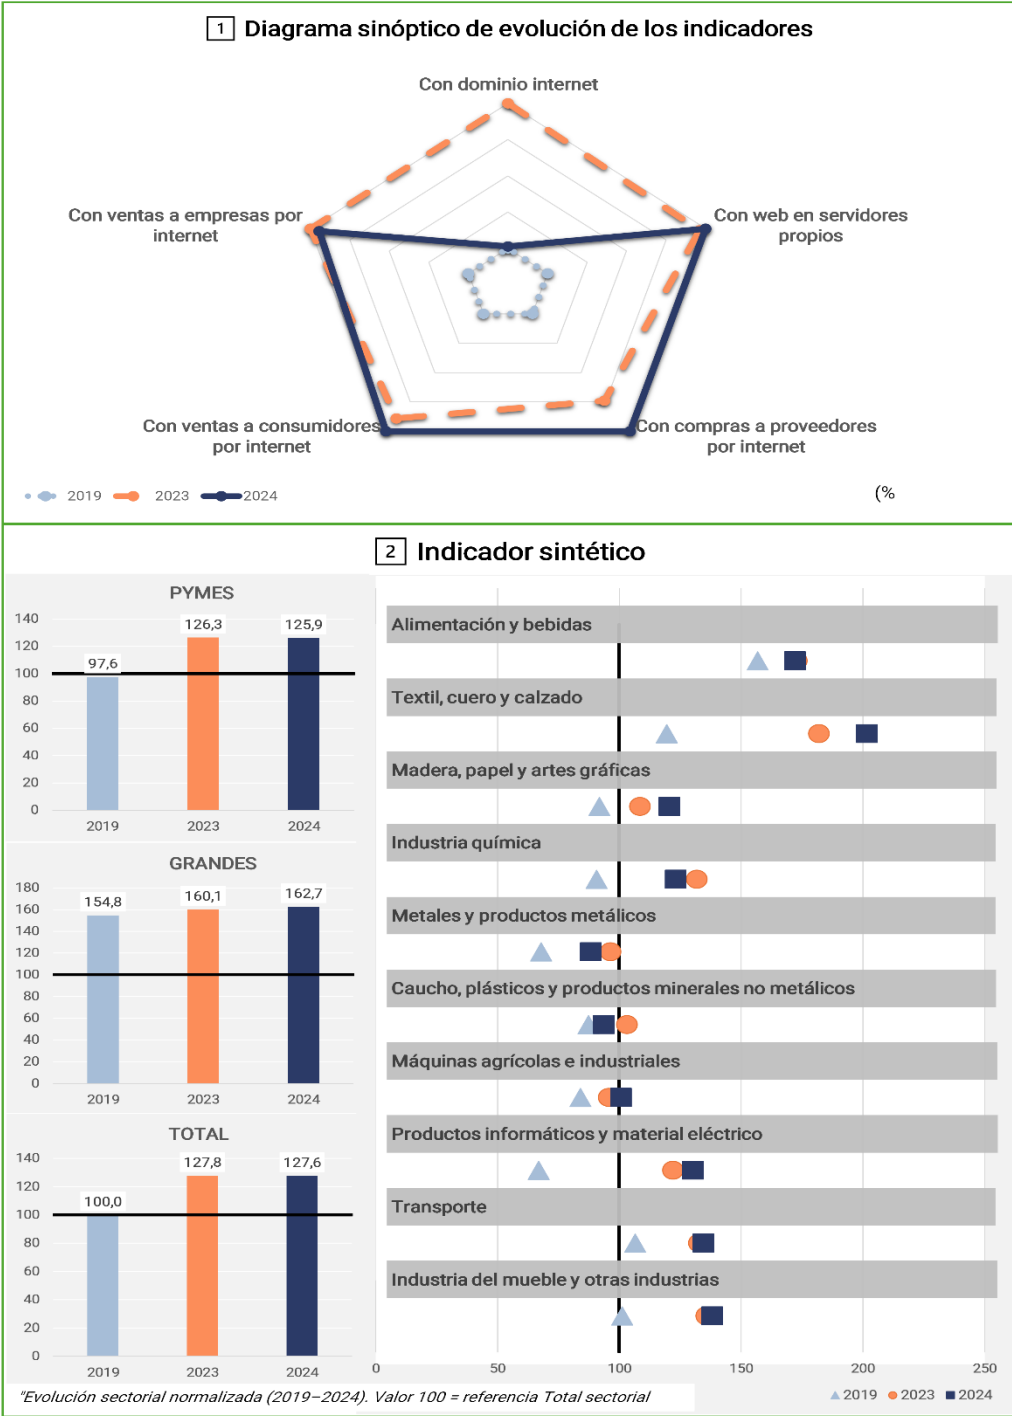 1 Diagrama sinóptico de evolución de los indicadores
Con dominio internet
Con ventas a empresas por
internet
Con web en servidores
propios
Con ventas a consumidores
por internet
Con compras a proveedores
por internet
2019 2023 2024
(%
2 Indicador sintético
PYMES
140
120
100
80
60
40
20
0
97,6
126,3
125,9
2019 2023 2024
GRANDES
180
160
140
120
100
80
60
40
20
0
154,8
160,1
162,7
2019 2023 2024
TOTAL
140
120
100
80
60
40
20
0
100,0
127,8
127,6
2019 2023 2024
Alimentación y bebidas
Textil, cuero y calzado
Madera, papel y artes gráficas
Industria química
Metales y productos metálicos
Caucho, plásticos y productos minerales no metálicos
Máquinas agrícolas e industriales
Productos informáticos y material eléctrico
Transporte
Industria del mueble y otras industrias
0 50 100 150 200 250
2019 2023 2024
"Evolución sectorial normalizada (2019–2024). Valor 100 = referencia Total sectorial